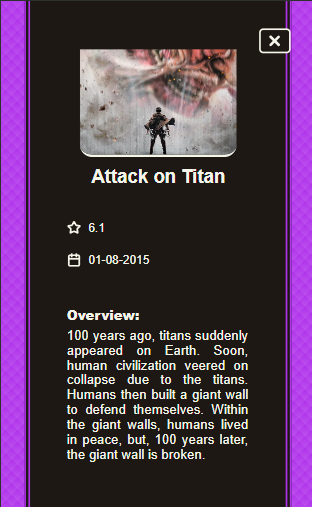 Attack on Titan
6.1
01-08-2015
Overview:
100 years ago, titans suddenly
appeared on Earth. Soon,
human civilization veered on
collapse due to the titans.
Humans then built a giant wall
to defend themselves. Within
the giant walls, humans lived
in peace, but, 100 years later,
the giant wall is broken.